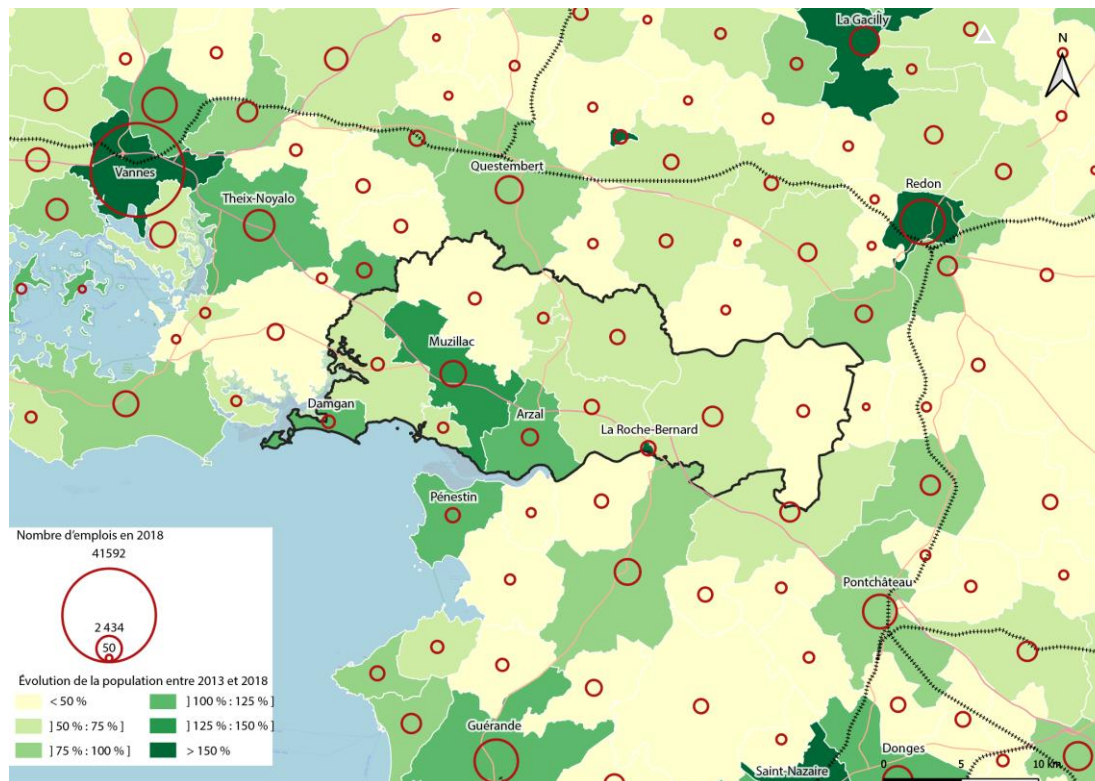 La Gacilly
N
Vannes
Questembert
Theix-Noyalo
Redon
Muzillac
Damgan
Arzal
La Roche-Bernard
Pénestin
Nombre d'emplois en 2018
41592
2 434
50
Pontchâteau
Évolution de la population entre 2013 et 2018
< 50 %
] 100 % : 125 % ]
] 50 % : 75 % ]
] 125 % : 150 % ]
] 75 % : 100 % ]
> 150 %
Guérande
Donges
Saint-Nazaire
0 5 10 km